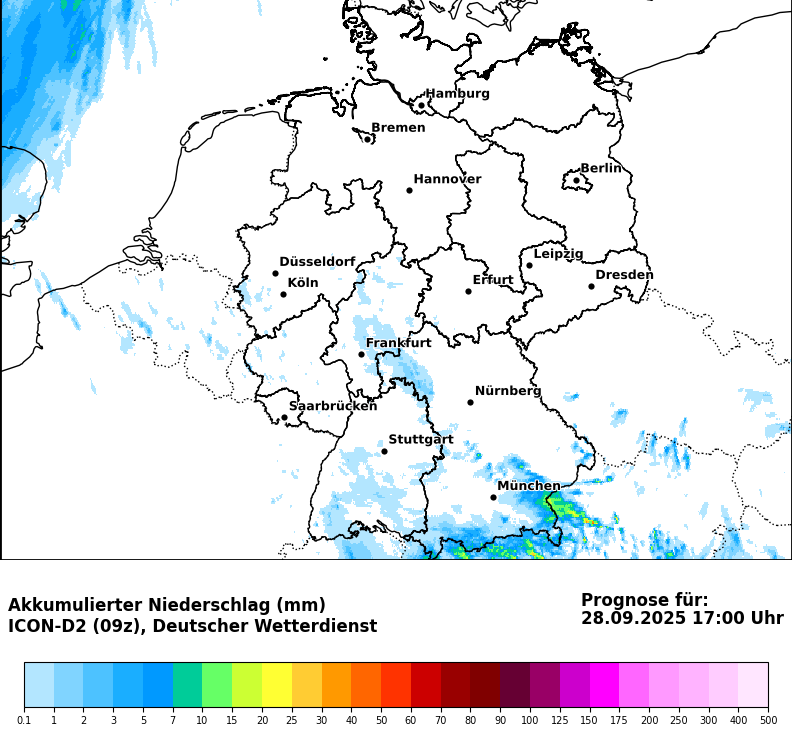 Hamburg
Bremen
Berlin
Hannover
Leipzig
Düsseldorf
Dresden
Köln
Erfurt
Frankfurt
Nürnberg
Saarbrücken
Stuttgart
München
Akkumulierter Niederschlag (mm)
ICON-D2 (09z), Deutscher Wetterdienst
Prognose für:
28.09.2025 17:00 Uhr
0.1 1 2 3 5 7 10 15 20 25 30 40 50 60 70 80 90 100 125 150 175 200 250 300 400 500